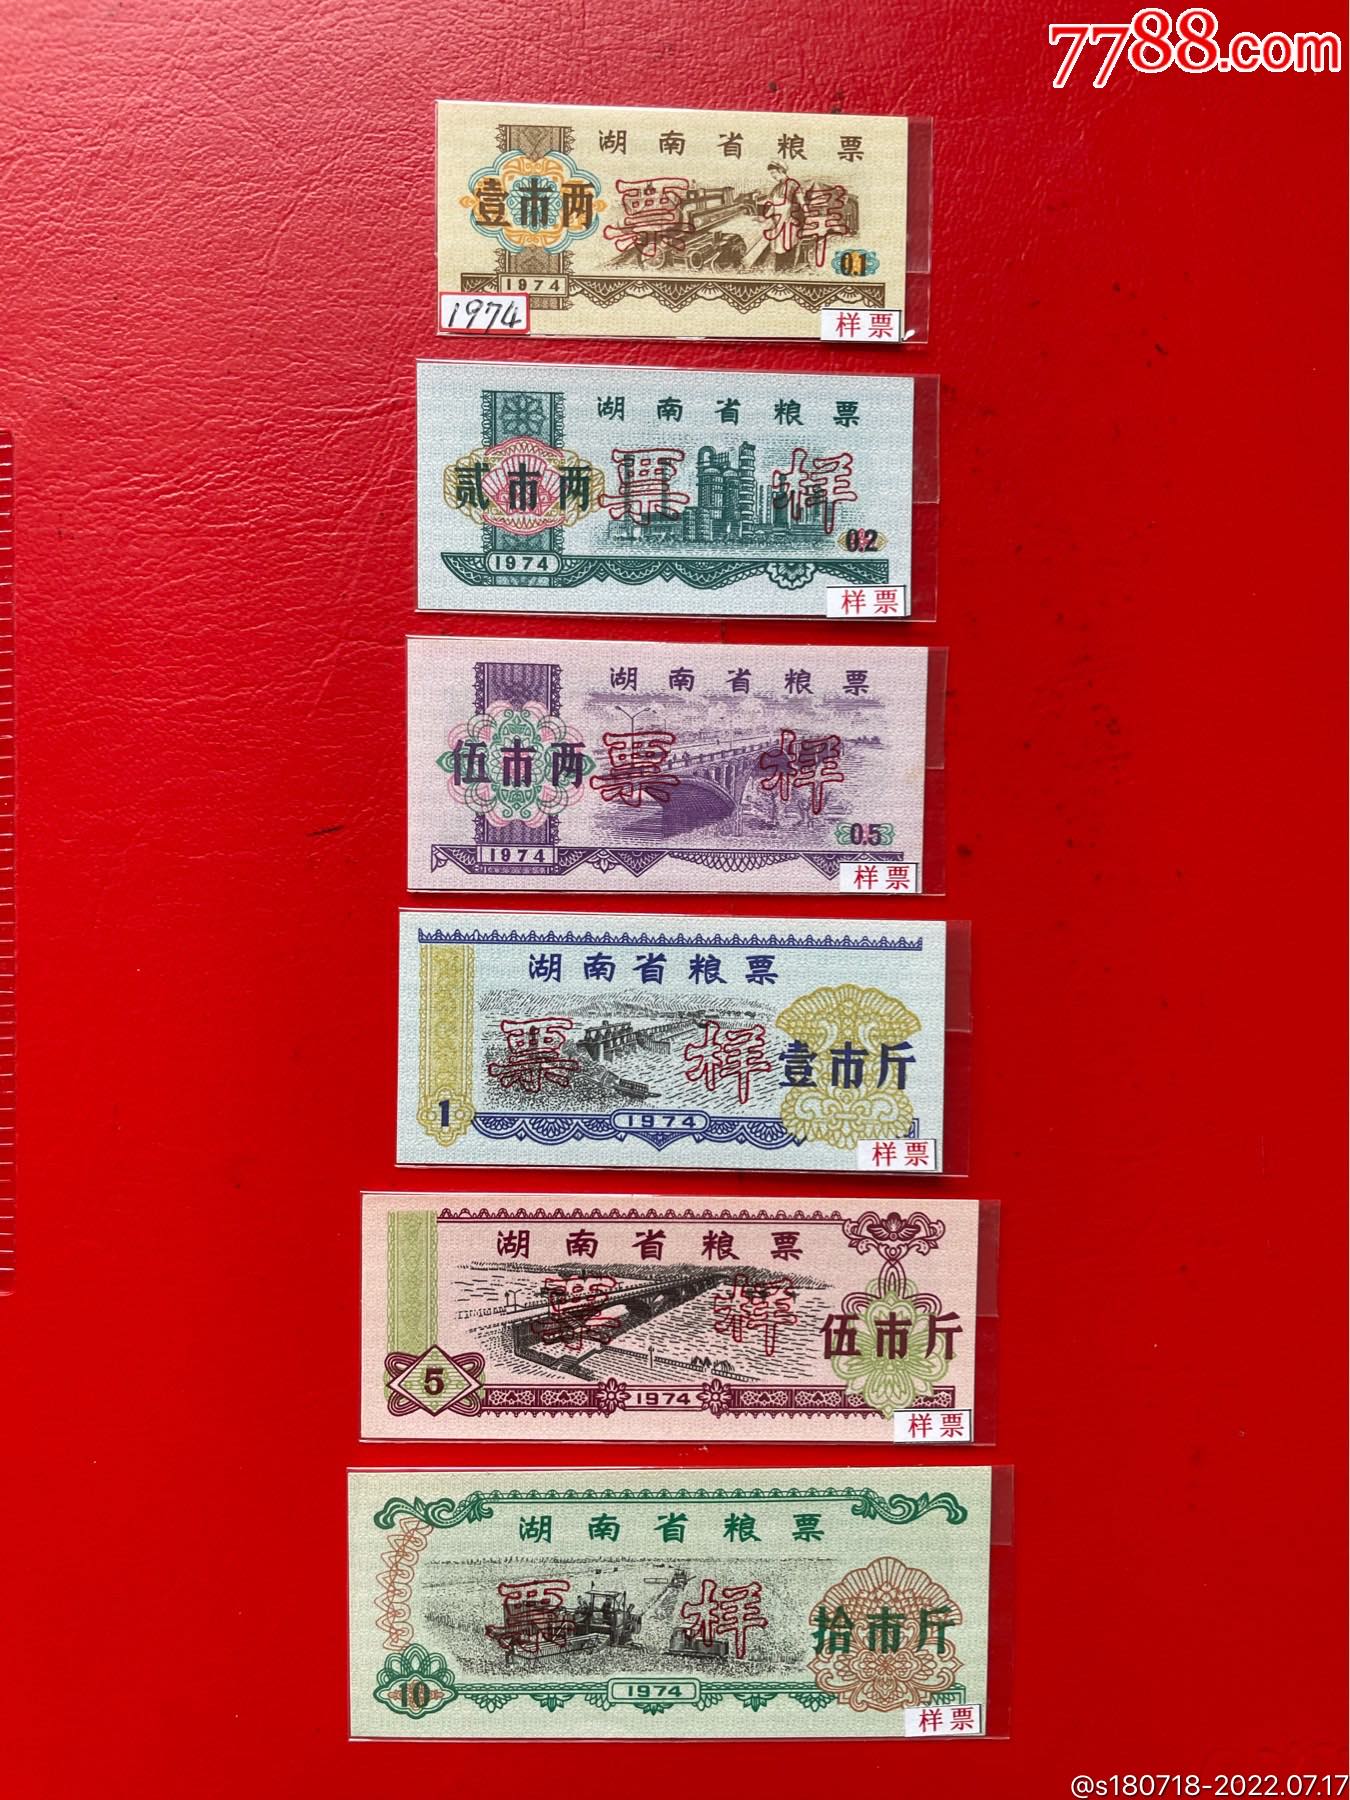 7788.com
湖南省粮票
壹市两
票样
0.1
1974
1974
样票
湖南省粮票
贰市两
票样
0.2
1974
样票
湖南省粮票
伍市两
票样
0.5
1974
样票
湖南省粮票
票样
壹市斤
1
1974
样票
湖南省粮票
票样
伍市斤
5
1974
样票
湖南省粮票
票样
拾市斤
10
1974
样票
@s180718-2022.07.17